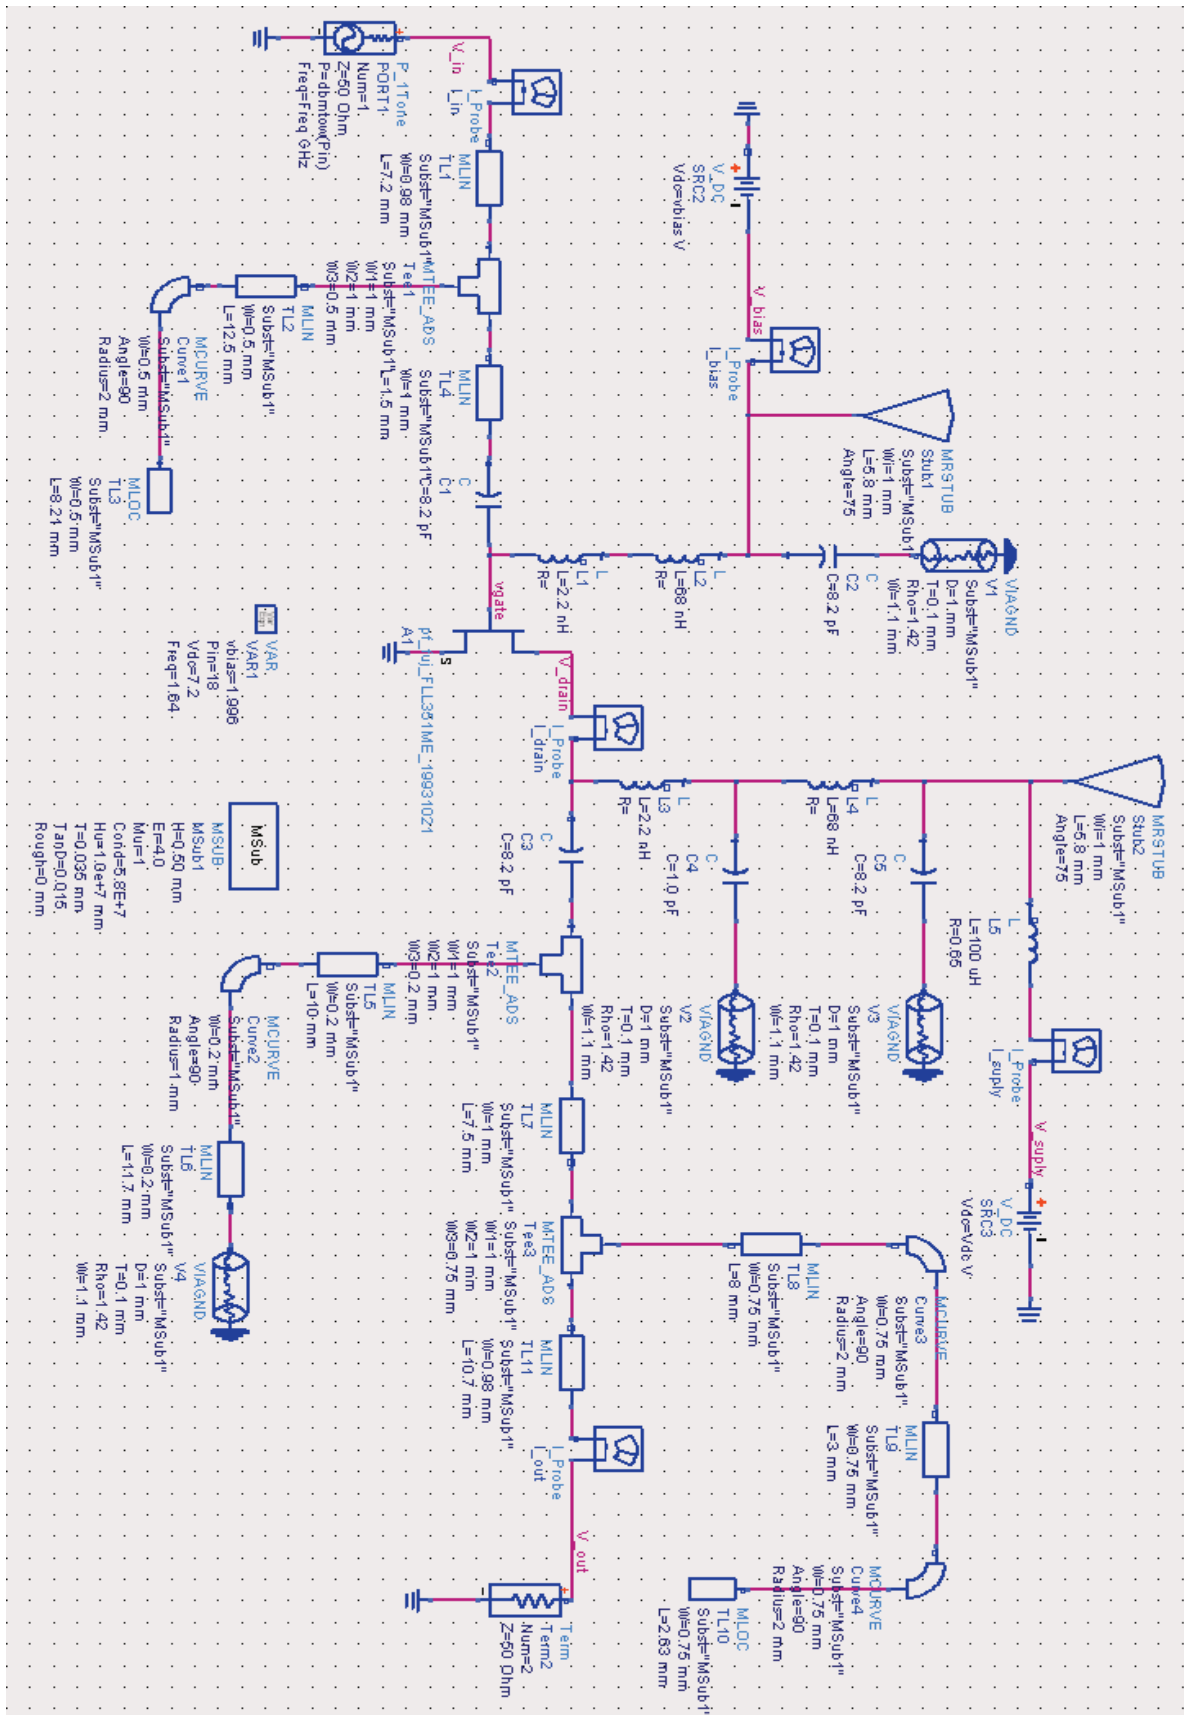 MRSTUB
Stub2
Subst="MSub1"
Wi=1 mm
L=5.8 mm
Angle=75
L
L5
L=100 uH
R=0.65
I_Probe
I_suply
V_suply
V_DC
SRC3
Vdc=Vdc V
MRSTUB
Stub1
Subst="MSub1"
Wi=1 mm
L=5.8 mm
Angle=75
VIAGND
V1
Subst="MSub1"
D=1 mm
T=0.1 mm
Rho=1.42
W=1.1 mm
C
C2
C=8.2 pF
V_DC
SRC2
Vdc=vbias V
V_bias
I_Probe
I_bias
L
L2
L=68 nH
R=
L
L1
L=2.2 nH
R=
C
C5
C=8.2 pF
VIAGND
V3
Subst="MSub1"
D=1 mm
T=0.1 mm
Rho=1.42
W=1.1 mm
L
L4
L=68 nH
R=
C
C4
C=1.0 pF
VIAGND
V2
Subst="MSub1"
D=1 mm
T=0.1 mm
Rho=1.42
W=1.1 mm
L
L3
L=2.2 nH
R=
MCURVE
Curve3
Subst="MSub1"
W=0.75 mm
Angle=90
Radius=2 mm
MLIN
TL9
Subst="MSub1"
W=0.75 mm
L=3 mm
MCURVE
Curve4
Subst="MSub1"
W=0.75 mm
Angle=90
Radius=2 mm
MLIN
TL8
Subst="MSub1"
W=0.75 mm
L=8 mm
MLOC
TL10
Subst="MSub1"
W=0.75 mm
L=2.63 mm
V_in
I_Probe
I_in
P_1Tone
PORT1
Num=1
Z=50 Ohm
P=dbmtow(Pin)
Freq=Freq GHz
MLIN
TL1
Subst="MSub1"
W=0.98 mm
L=7.2 mm
MTEE_ADS
Tee1
Subst="MSub1"
W1=1 mm
W2=1 mm
W3=0.5 mm
MLIN
TL4
Subst="MSub1"
W=1 mm
L=1.5 mm
C
C1
C=8.2 pF
vgate
V_drain
S
pf_fuj_FLL351ME_19931021
A1
I_Probe
I_drain
C
C3
C=8.2 pF
MTEE_ADS
Tee2
Subst="MSub1"
W1=1 mm
W2=1 mm
W3=0.2 mm
MLIN
TL7
Subst="MSub1"
W=1 mm
L=7.5 mm
MTEE_ADS
Tee3
Subst="MSub1"
W1=1 mm
W2=1 mm
W3=0.75 mm
MLIN
TL11
Subst="MSub1"
W=0.98 mm
L=10.7 mm
I_Probe
I_out
V_out
Term
Term2
Num=2
Z=50 Ohm
MLIN
TL2
Subst="MSub1"
W=0.5 mm
L=12.5 mm
MCURVE
Curve1
Subst="MSub1"
W=0.5 mm
Angle=90
Radius=2 mm
MLOC
TL3
Subst="MSub1"
W=0.5 mm
L=8.21 mm
VAR
VAR1
vbias=1.996
Pin=18
Vdc=7.2
Freq=1.64
MSub
MSUB
MSub1
H=0.50 mm
Er=4.0
Mur=1
Cond=5.8E+7
Hu=1.0e+7 mm
T=0.035 mm
TanD=0.015
Rough=0 mm
MLIN
TL5
Subst="MSub1"
W=0.2 mm
L=10 mm
MCURVE
Curve2
Subst="MSub1"
W=0.2 mm
Angle=90
Radius=1 mm
MLIN
TL6
Subst="MSub1"
W=0.2 mm
L=11.7 mm
VIAGND
V4
Subst="MSub1"
D=1 mm
T=0.1 mm
Rho=1.42
W=1.1 mm